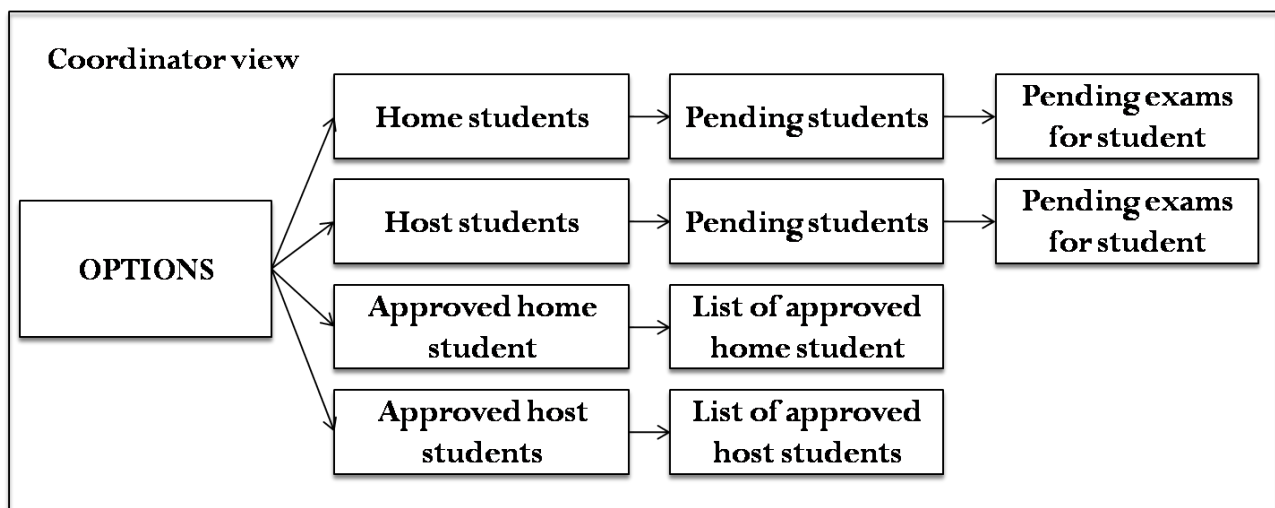 Coordinator view
Home students
Pending students
Pending exams
for student
Host students
Pending students
Pending exams
for student
OPTIONS
Approved home
student
List of approved
home student
Approved host
students
List of approved
host students